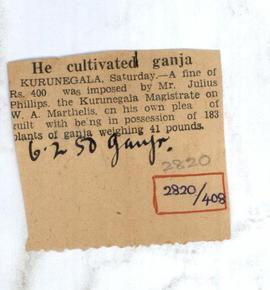 He cultivated ganja
KURUNEGALA, Saturday.—A fine of
Rs. 400 was imposed by Mr. Julius
Phillips, the Kurunegala Magistrate on
W. A. Marthelis, on his own plea of
guilt with being in possession of 183
plants of ganja weighing 41 pounds.
6.2.50 Ganja.
2820
2820/408